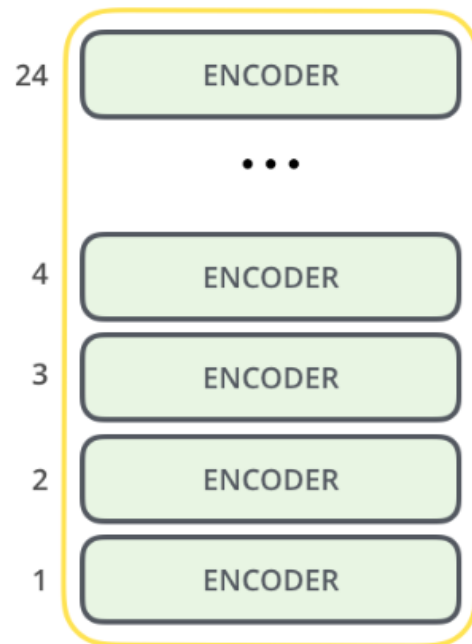 24 ENCODER
•••
4 ENCODER
3 ENCODER
2 ENCODER
1 ENCODER